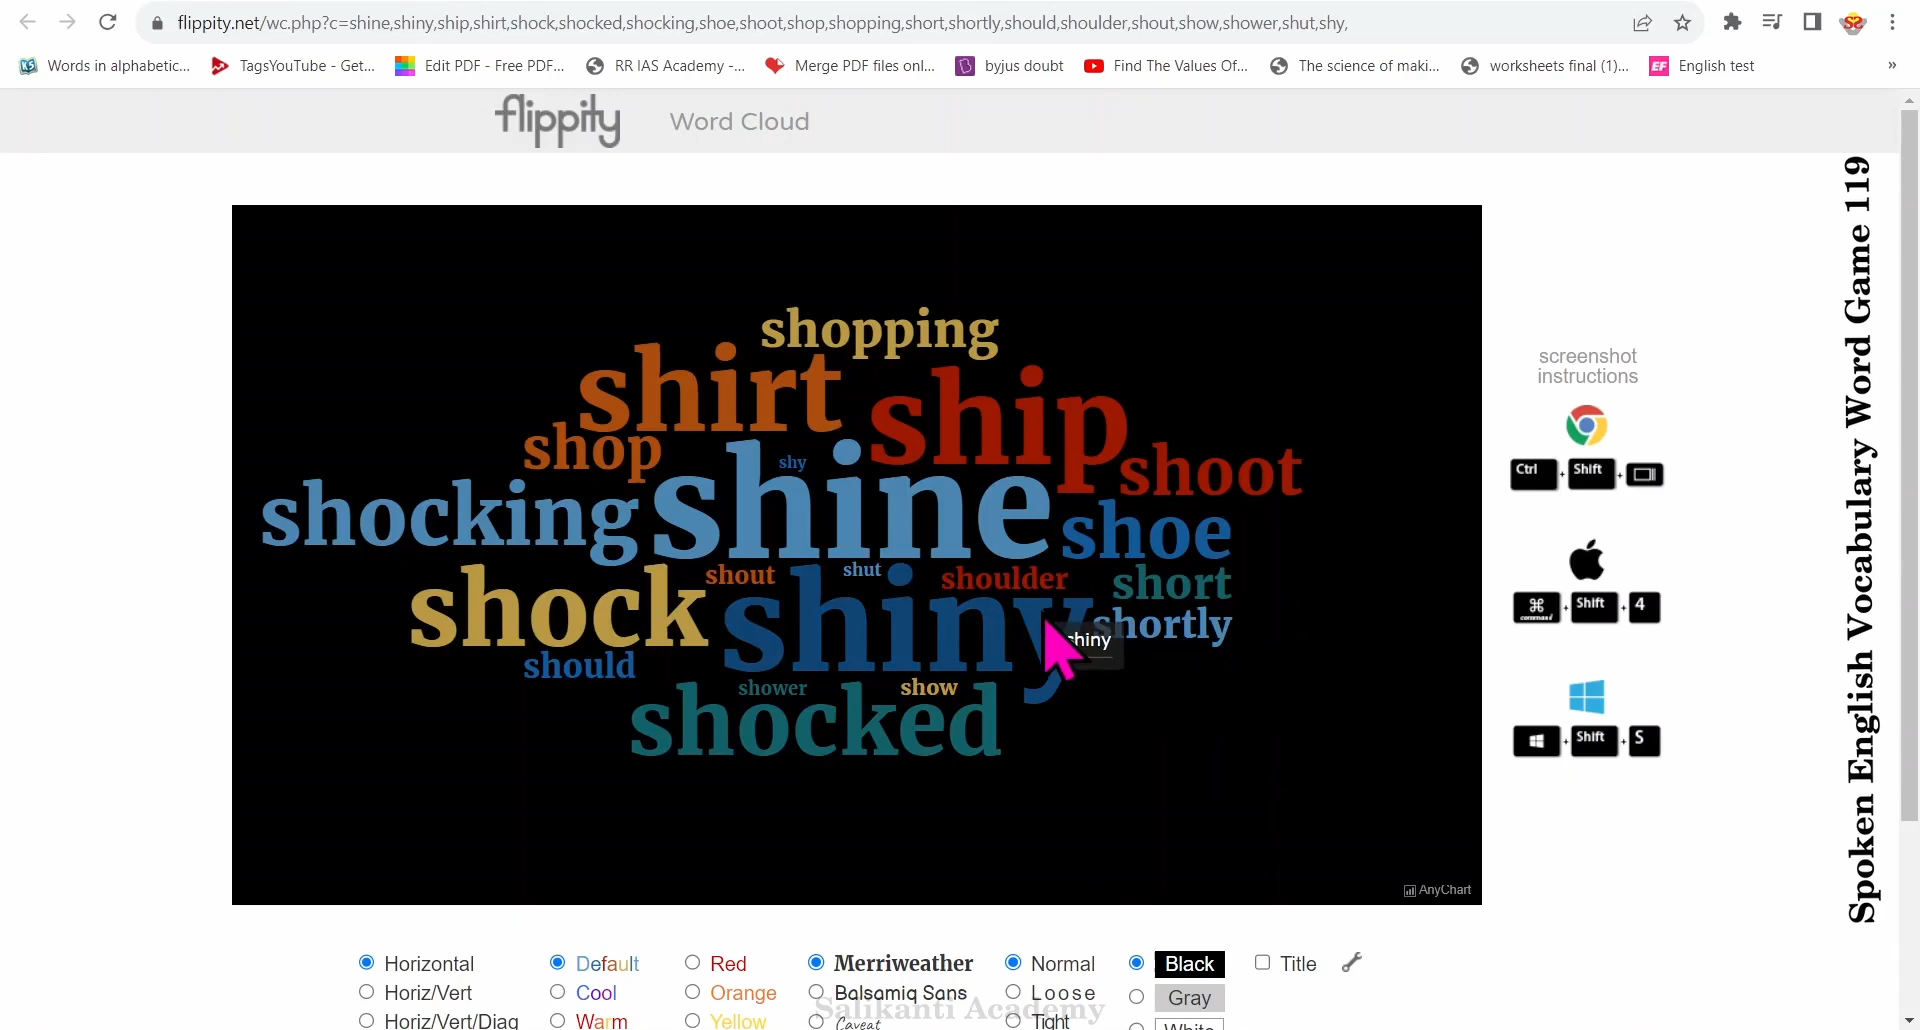 flippity.net/wc.php?c=shine,shiny,ship,shirt,shock,shocked,shocking,shoe,shoot,shop,shopping,short,shortly,should,shoulder,shout,show,shower,shut,shy,
SS
KS Words in alphabetic... TagsYouTube - Get... Edit PDF - Free PDF... RR IAS Academy -... Merge PDF files onl... B byjus doubt Find The Values Of... The science of maki... worksheets final (1)... EF English test »
flippity Word Cloud
shopping
shirt
ship
shop
shy
shoot
shocking
shine
shoe
shock
shout
shut
shoulder
short
shiny
shortly
shiny
should
shower
show
shocked
AnyChart
screenshot
instructions
Ctrl + Shift +
⌘ command + Shift + 4
+ Shift + S
Spoken English Vocabulary Word Game 119
Horizontal Default Red Merriweather Normal Black Title
Horiz/Vert Cool Orange Balsamiq Sans Loose Gray
Salikanti Academy
Horiz/Vert/Diag Warm Yellow Caveat Tight White